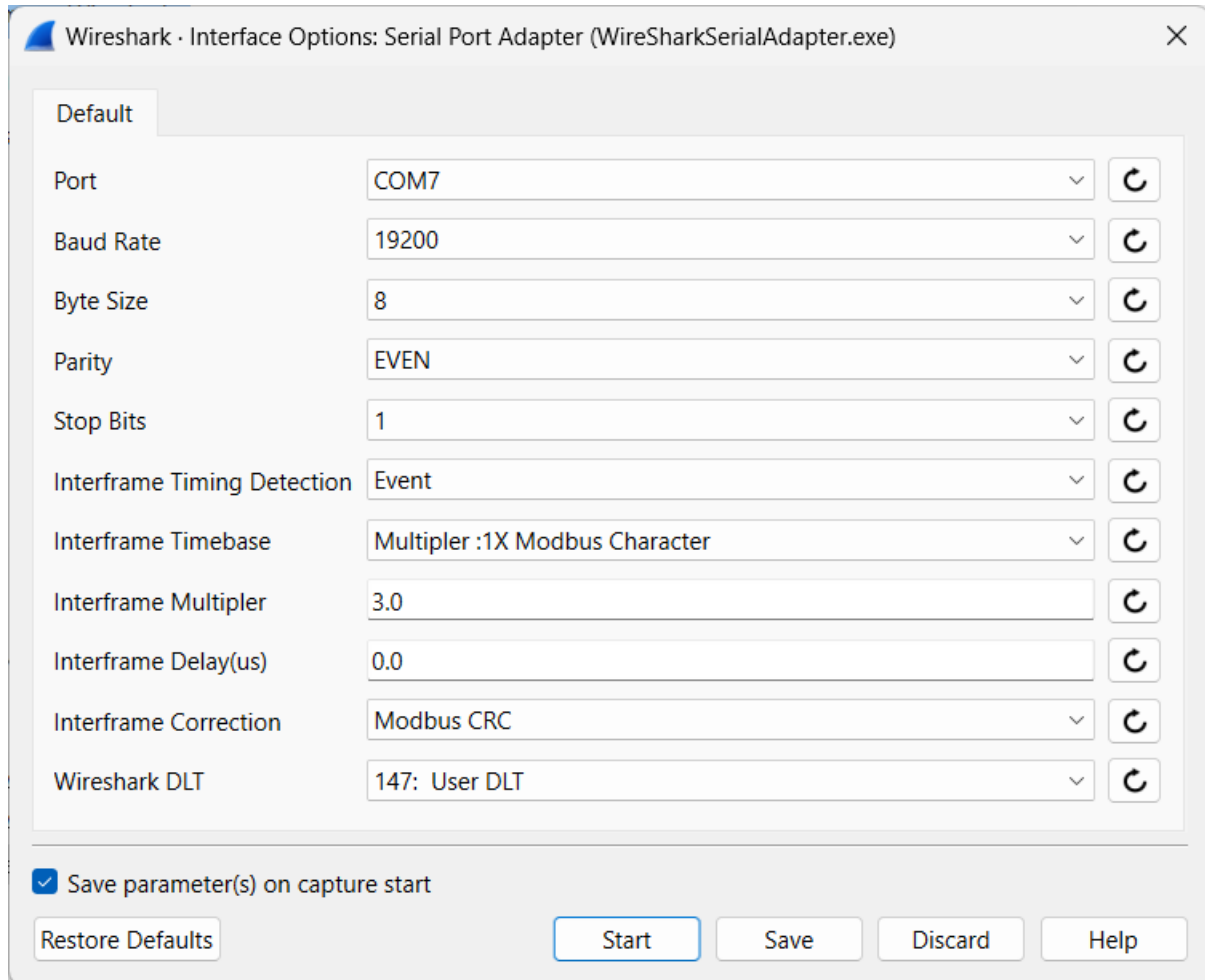 Wireshark · Interface Options: Serial Port Adapter (WireSharkSerialAdapter.exe)
Default
Port COM7
Baud Rate 19200
Byte Size 8
Parity EVEN
Stop Bits 1
Interframe Timing Detection Event
Interframe Timebase Multipler :1X Modbus Character
Interframe Multipler 3.0
Interframe Delay(us) 0.0
Interframe Correction Modbus CRC
Wireshark DLT 147: User DLT
Save parameter(s) on capture start
Restore Defaults Start Save Discard Help